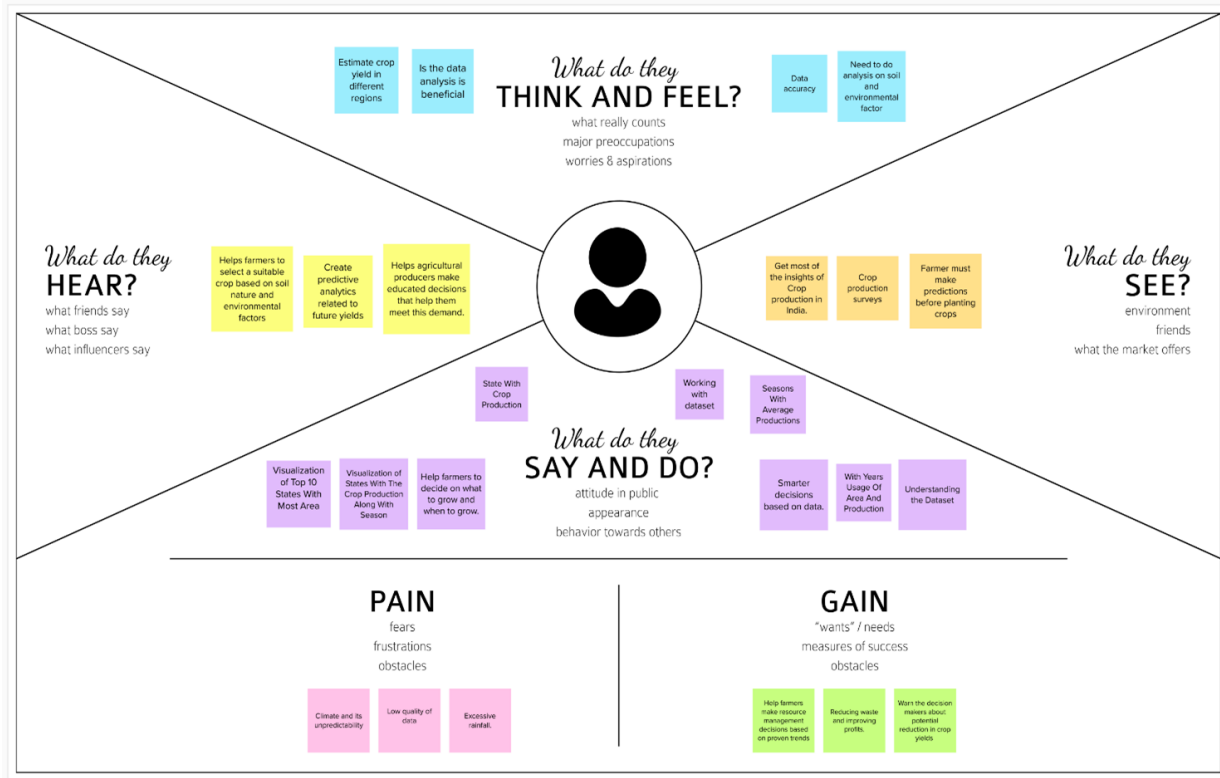 Estimate crop
yield in
different
regions
Is the data
analysis is
beneficial
What do they
THINK AND FEEL?
what really counts
major preoccupations
worries & aspirations
Data
accuracy
Need to do
analysis on soil
and
environmental
factor
What do they
HEAR?
what friends say
what boss say
what influencers say
Helps farmers to
select a suitable
crop based on soil
nature and
environmental
factors
Create
predictive
analytics
related to
future yields
Helps agricultural
producers make
educated decisions
that help them
meet this demand.
Get most of
the insights of
Crop
production in
India.
Crop
production
surveys
Farmer must
make
predictions
before planting
crops
What do they
SEE?
environment
friends
what the market offers
State With
Crop
Production
Working
with
dataset
Seasons
With
Average
Productions
What do they
SAY AND DO?
attitude in public
appearance
behavior towards others
Visualization
of Top 10
States With
Most Area
Visualization of
States With The
Crop Production
Along With
Season
Help farmers to
decide on what
to grow and
when to grow.
Smarter
decisions
based on data.
With Years
Usage Of
Area And
Production
Understanding
the Dataset
PAIN
fears
frustrations
obstacles
Climate and its
unpredictability
Low quality of
data
Excessive
rainfall.
GAIN
"wants" / needs
measures of success
obstacles
Help farmers
make resource
management
decisions based
on proven trends
Reducing waste
and improving
profits.
Warn the decision
makers about
potential
reduction in crop
yields